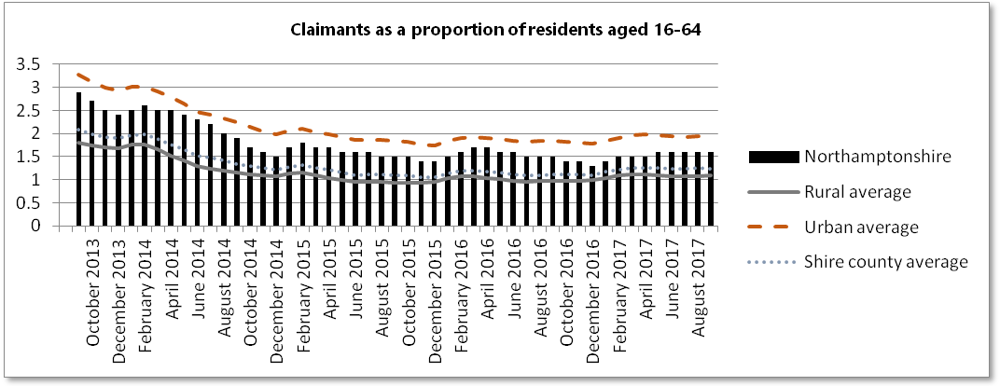 Claimants as a proportion of residents aged 16-64
3.5
3
2.5
2
1.5
1
0.5
0
October 2013
December 2013
February 2014
April 2014
June 2014
August 2014
October 2014
December 2014
February 2015
April 2015
June 2015
August 2015
October 2015
December 2015
February 2016
April 2016
June 2016
August 2016
October 2016
December 2016
February 2017
April 2017
June 2017
August 2017
Northamptonshire
Rural average
Urban average
Shire county average